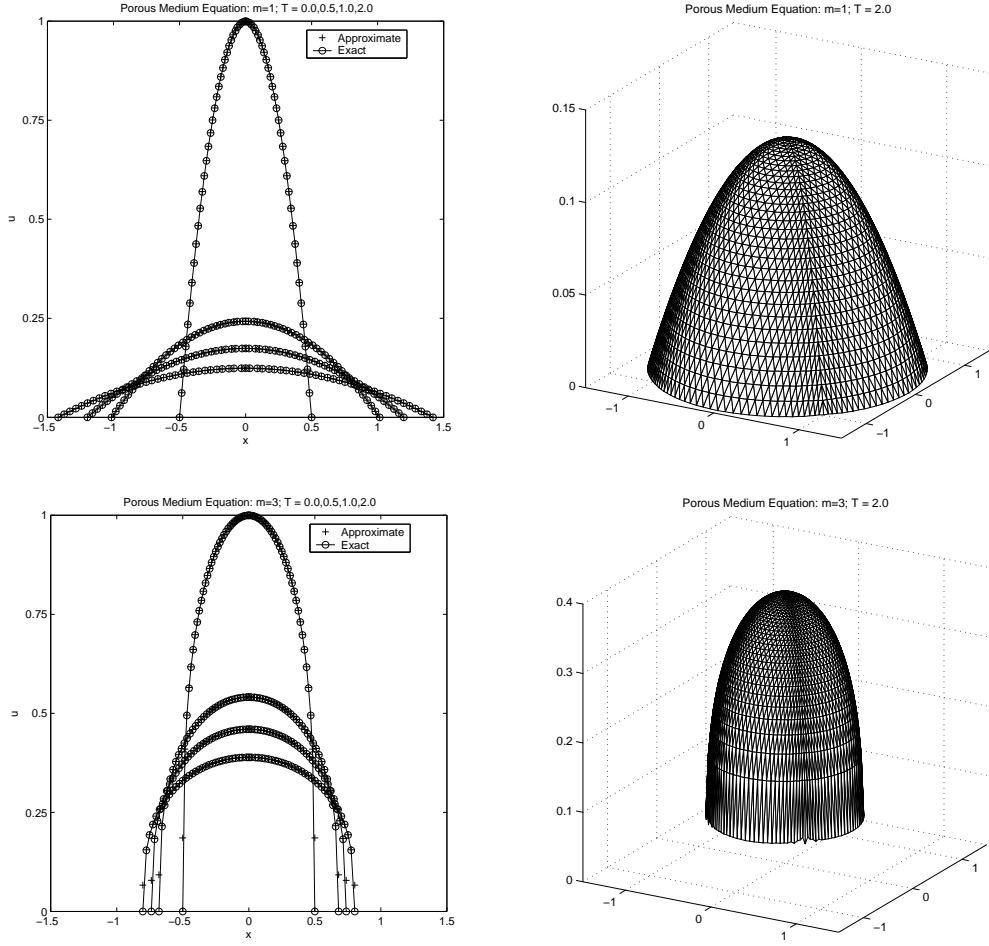 Porous Medium Equation: m=1; T = 0.0,0.5,1.0,2.0
1
0.75
0.5
0.25
0
u
−1.5 −1 −0.5 0 0.5 1 1.5
x
Approximate
Exact
Porous Medium Equation: m=1; T = 2.0
0.15
0.1
0.05
0
−1 0 1
−1 0 1
Porous Medium Equation: m=3; T = 0.0,0.5,1.0,2.0
1
0.75
0.5
0.25
0
u
−1.5 −1 −0.5 0 0.5 1 1.5
x
Approximate
Exact
Porous Medium Equation: m=3; T = 2.0
0.4
0.3
0.2
0.1
0
−1 0 1
−1 0 1